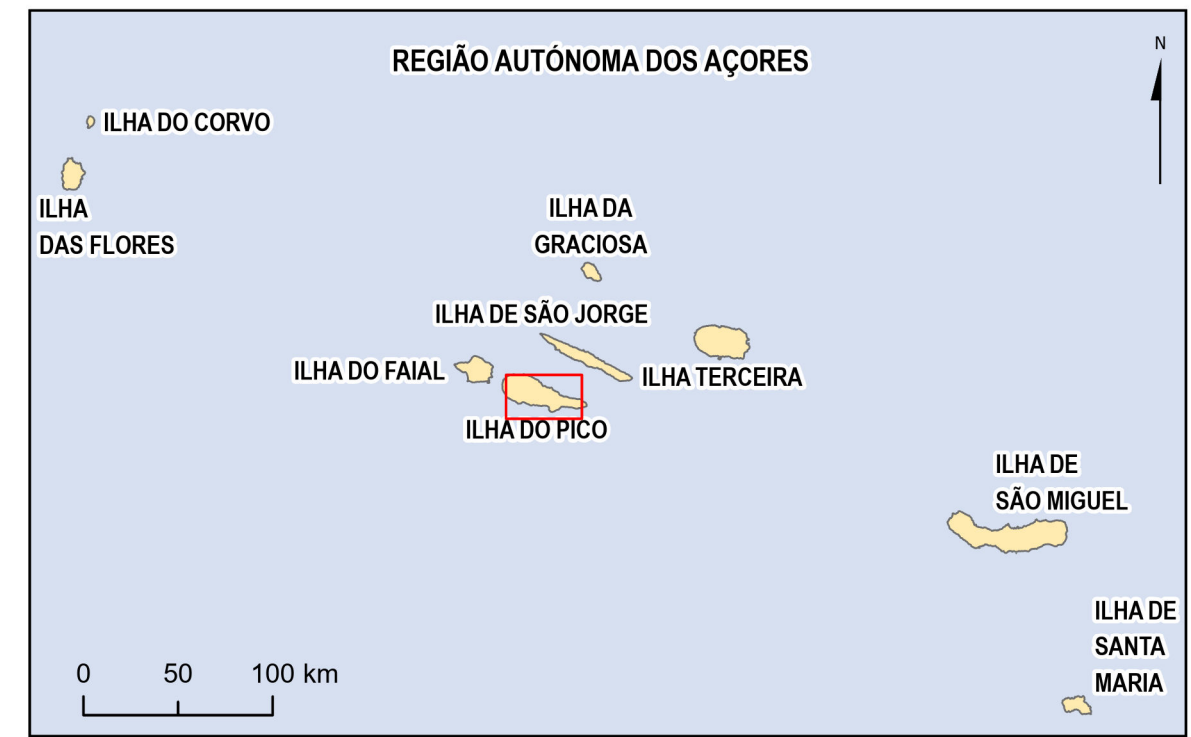 REGIÃO AUTÓNOMA DOS AÇORES
N
ILHA DO CORVO
ILHA
DAS FLORES
ILHA DA
GRACIOSA
ILHA DE SÃO JORGE
ILHA DO FAIAL
ILHA TERCEIRA
ILHA DO PICO
ILHA DE
SÃO MIGUEL
ILHA DE
SANTA
MARIA
0 50 100 km